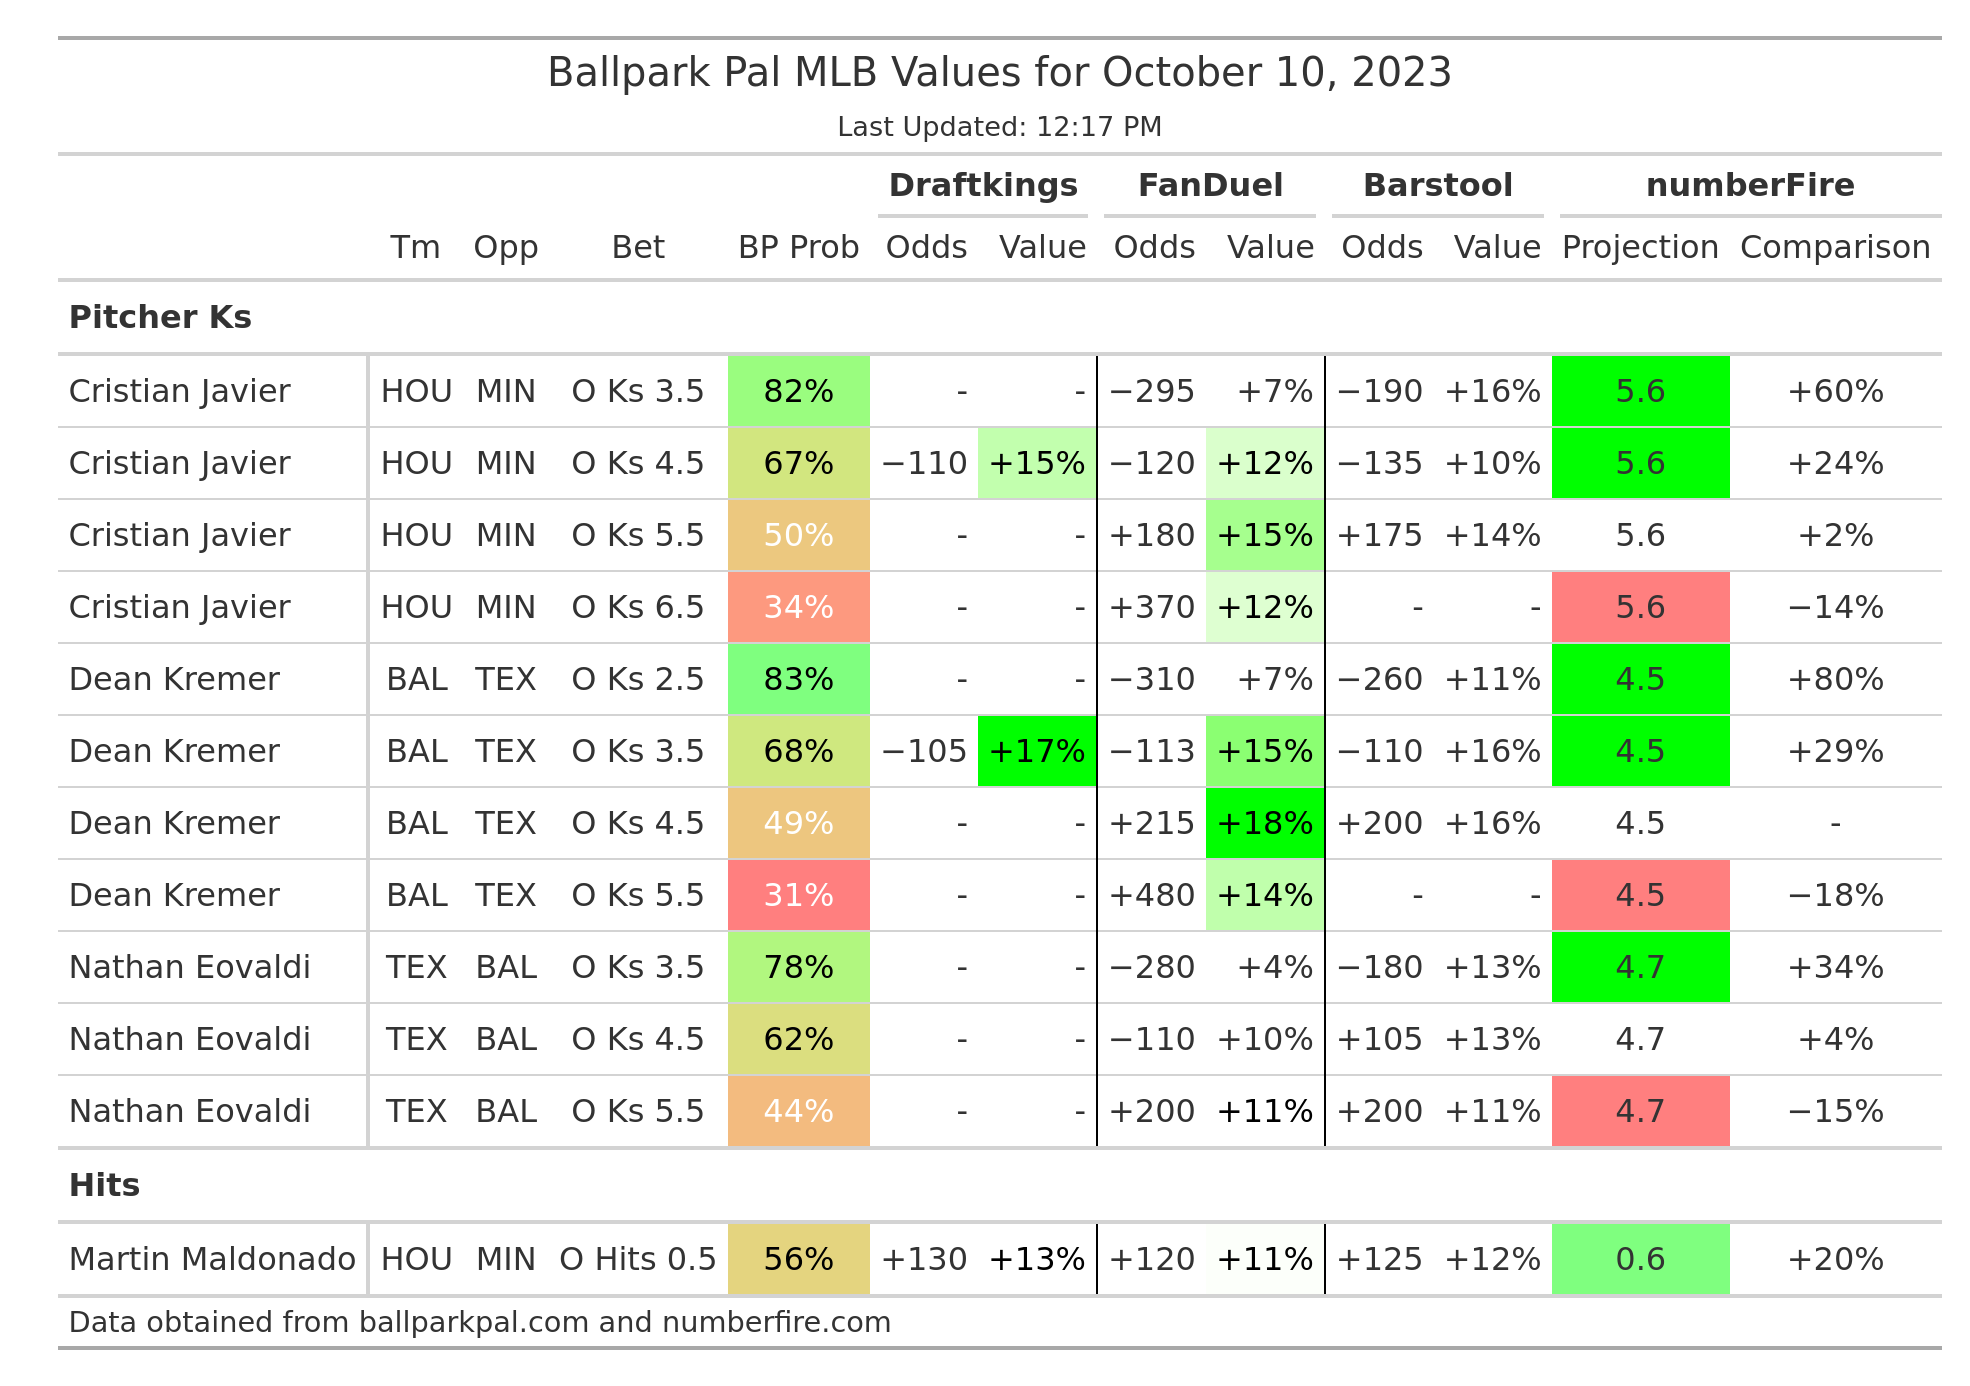 Ballpark Pal MLB Values for October 10, 2023
Last Updated: 12:17 PM
Draftkings FanDuel Barstool numberFire
Tm Opp Bet BP Prob Odds Value Odds Value Odds Value Projection Comparison
Pitcher Ks
Cristian Javier HOU MIN O Ks 3.5 82% - - −295 +7% −190 +16% 5.6 +60%
Cristian Javier HOU MIN O Ks 4.5 67% −110 +15% −120 +12% −135 +10% 5.6 +24%
Cristian Javier HOU MIN O Ks 5.5 50% - - +180 +15% +175 +14% 5.6 +2%
Cristian Javier HOU MIN O Ks 6.5 34% - - +370 +12% - - 5.6 −14%
Dean Kremer BAL TEX O Ks 2.5 83% - - −310 +7% −260 +11% 4.5 +80%
Dean Kremer BAL TEX O Ks 3.5 68% −105 +17% −113 +15% −110 +16% 4.5 +29%
Dean Kremer BAL TEX O Ks 4.5 49% - - +215 +18% +200 +16% 4.5 -
Dean Kremer BAL TEX O Ks 5.5 31% - - +480 +14% - - 4.5 −18%
Nathan Eovaldi TEX BAL O Ks 3.5 78% - - −280 +4% −180 +13% 4.7 +34%
Nathan Eovaldi TEX BAL O Ks 4.5 62% - - −110 +10% +105 +13% 4.7 +4%
Nathan Eovaldi TEX BAL O Ks 5.5 44% - - +200 +11% +200 +11% 4.7 −15%
Hits
Martin Maldonado HOU MIN O Hits 0.5 56% +130 +13% +120 +11% +125 +12% 0.6 +20%
Data obtained from ballparkpal.com and numberfire.com